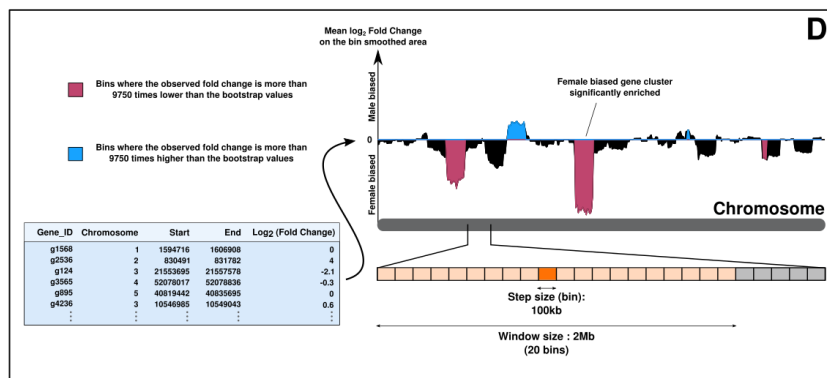 D
Mean log₂ Fold Change
on the bin smoothed area
Male biased
0
Female biased
Bins where the observed fold change is more than
9750 times lower than the bootstrap values
Bins where the observed fold change is more than
9750 times higher than the bootstrap values
Female biased gene cluster
significantly enriched
Chromosome
Gene_ID Chromosome Start End Log₂ (Fold Change)
g1568 1 1594716 1606908 0
g2536 2 830491 831782 4
g124 3 21553695 21557578 -2.1
g3565 4 52078017 52078836 -0.3
g895 5 40819442 40835695 0
g4236 3 10546985 10549043 0.6
⋮ ⋮ ⋮ ⋮ ⋮
Step size (bin):
100kb
Window size : 2Mb
(20 bins)